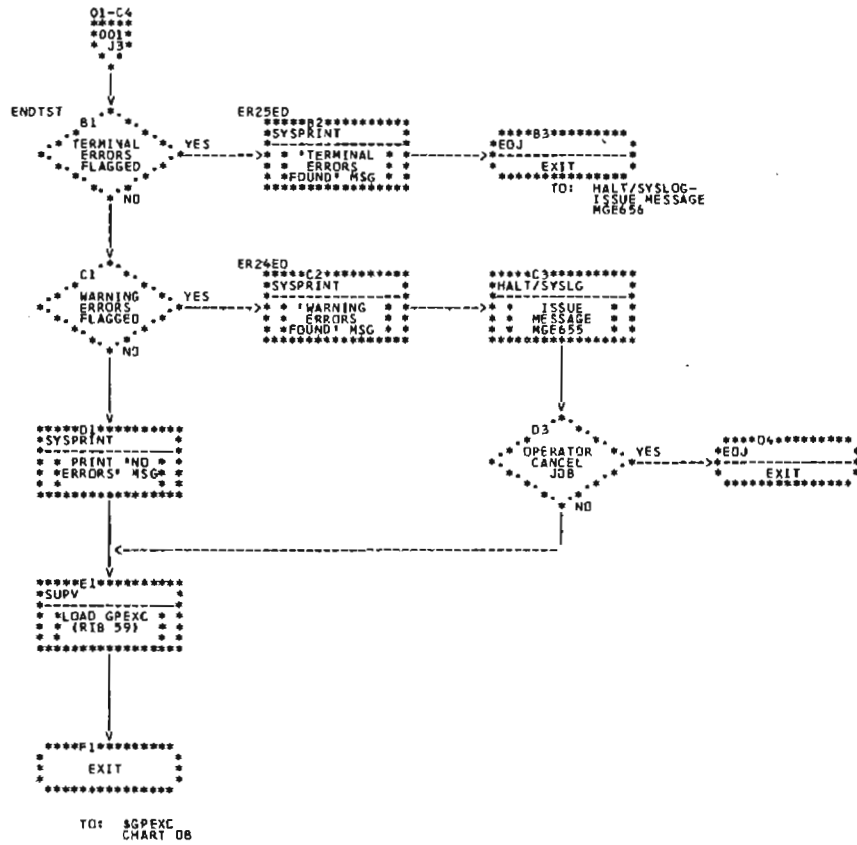 01-C4
001
J3
ENDTST
B1
TERMINAL
ERRORS
FLAGGED
YES
NO
ER25ED
B2
SYSPRINT
'TERMINAL
ERRORS
FOUND' MSG
B3
EOJ
EXIT
TO: HALT/SYSLOG-
ISSUE MESSAGE
MGE656
C1
WARNING
ERRORS
FLAGGED
YES
NO
ER24ED
C2
SYSPRINT
'WARNING
ERRORS
FOUND' MSG
C3
HALT/SYSLG
ISSUE
MESSAGE
MGE655
D1
SYSPRINT
PRINT 'NO
ERRORS' MSG
D3
OPERATOR
CANCEL
JOB
YES
NO
D4
EOJ
EXIT
E1
SUPV
LOAD GPEXC
(RIB 59)
F1
EXIT
TO: $GPEXC
CHART DB